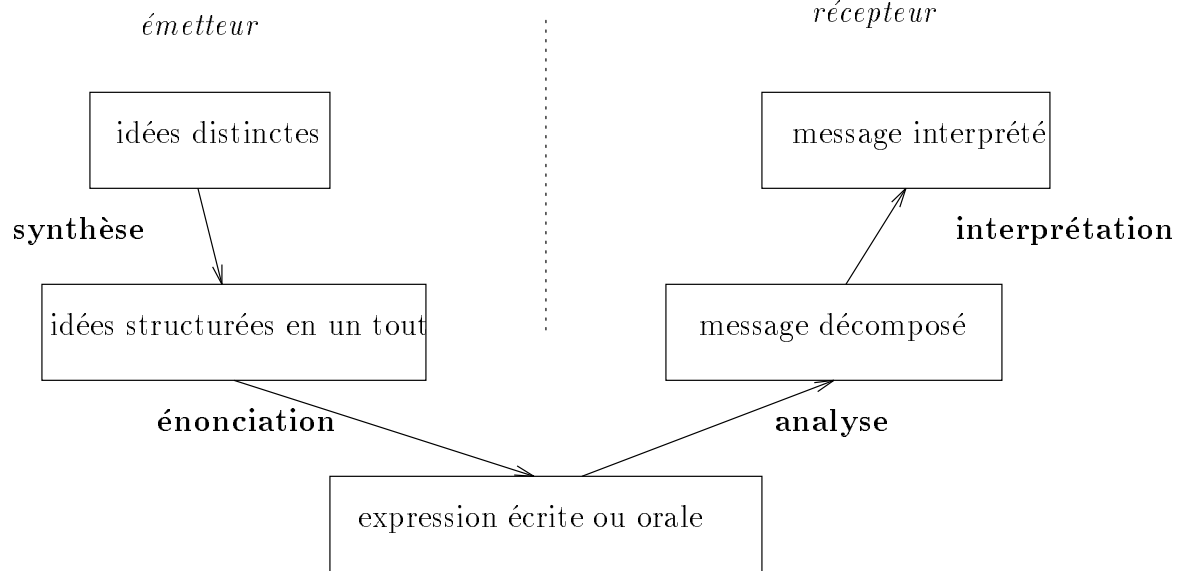 émetteur
récepteur
idées distinctes
message interprété
synthèse
interprétation
idées structurées en un tout
message décomposé
énonciation
analyse
expression écrite ou orale